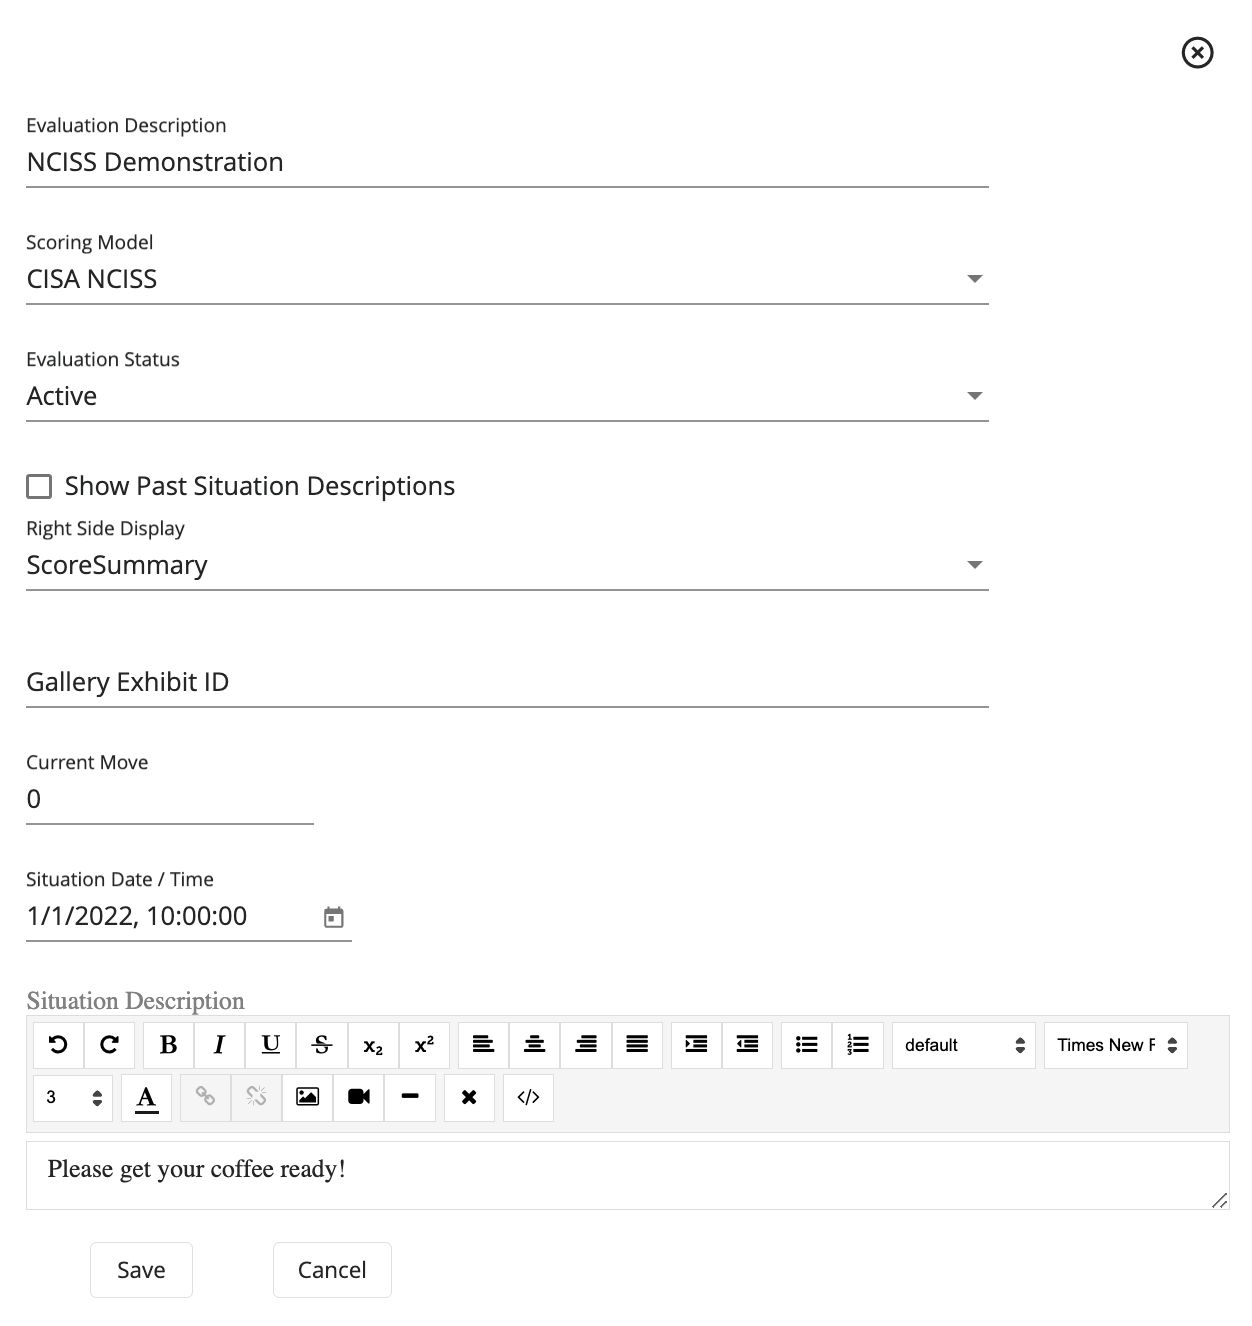 Evaluation Description
NCISS Demonstration
Scoring Model
CISA NCISS
Evaluation Status
Active
Show Past Situation Descriptions
Right Side Display
ScoreSummary
Gallery Exhibit ID
Current Move
0
Situation Date / Time
1/1/2022, 10:00:00
Situation Description
B I U S x₂ x² default Times New F
3 A </>
Please get your coffee ready!
Save Cancel